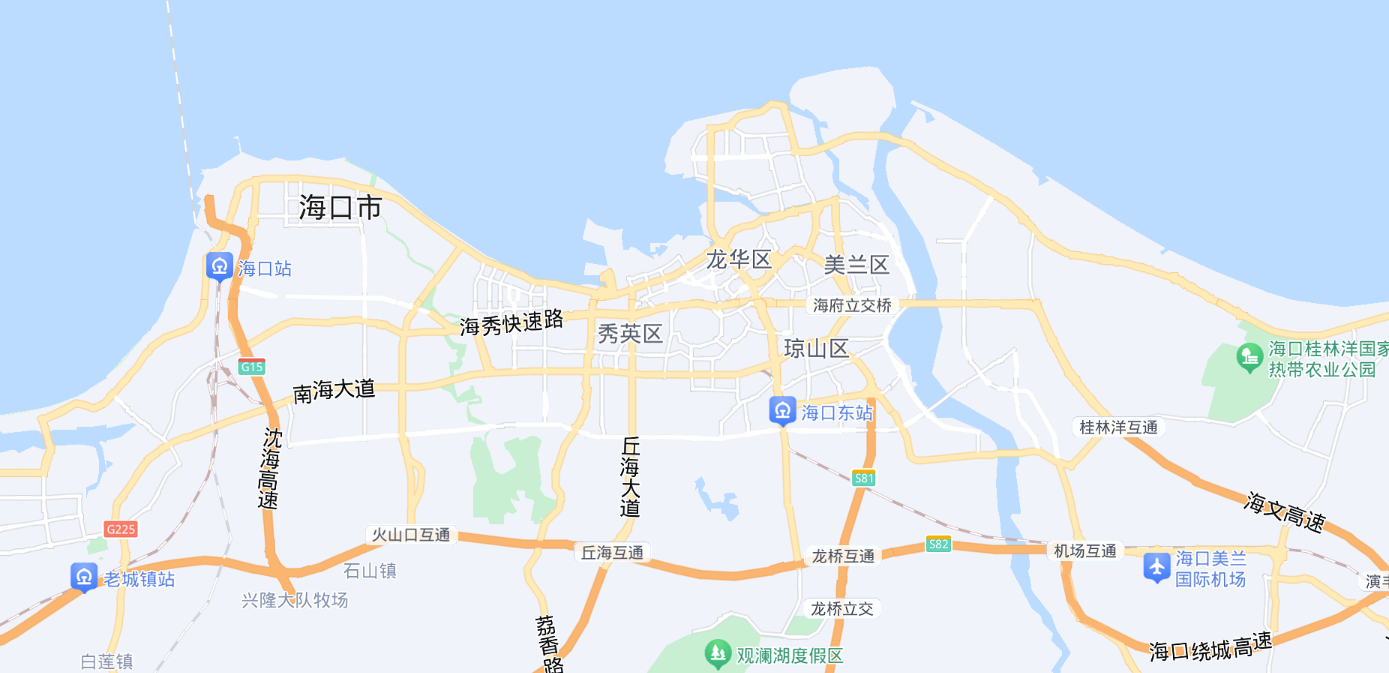 海口市
龙华区
美兰区
海口站
海府立交桥
海秀快速路
秀英区
琼山区
海口桂林洋国家
热带农业公园
G15
南海大道
海口东站
桂林洋互通
沈海高速
丘海大道
S81
海文高速
G225
火山口互通
丘海互通
龙桥互通
S82
机场互通
海口美兰
国际机场
石山镇
老城镇站
兴隆大队牧场
龙桥立交
荔香路
海口绕城高速
观澜湖度假区
白莲镇